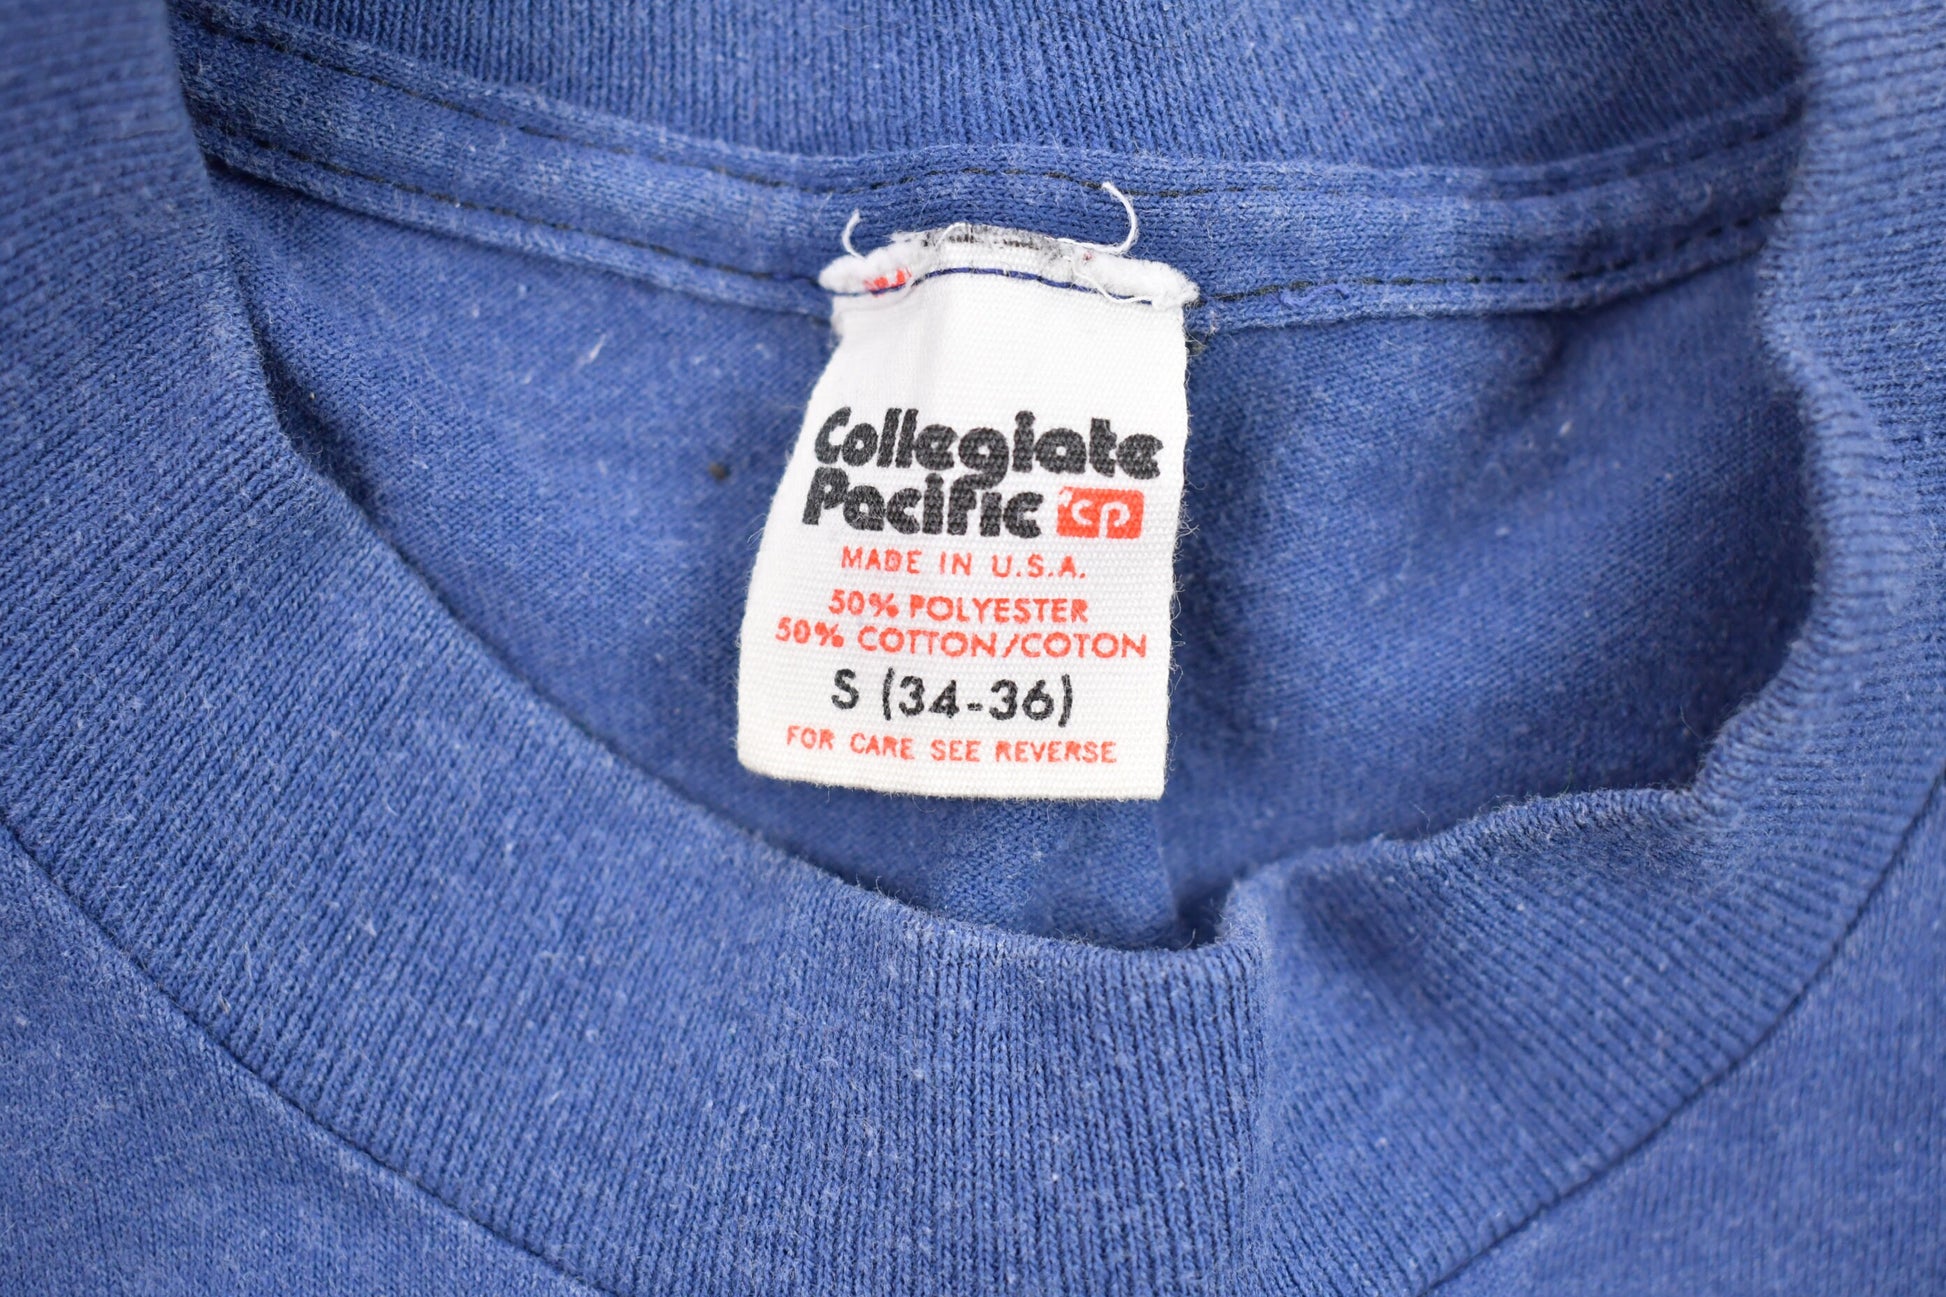 Collegiate
Pacific CP
MADE IN U.S.A.
50% POLYESTER
50% COTTON/COTON
S (34-36)
FOR CARE SEE REVERSE